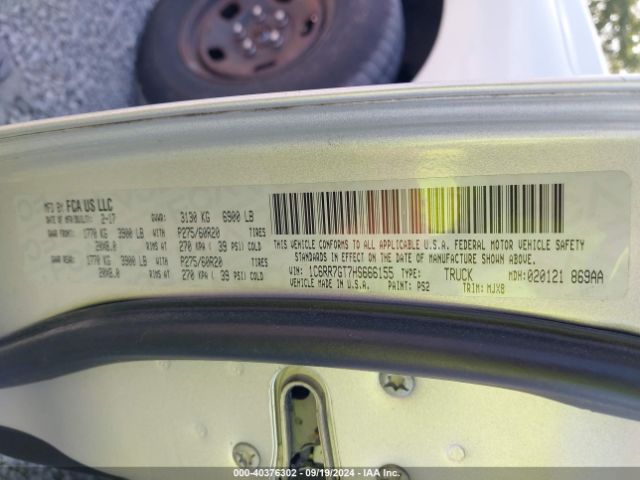 MFD BY: FCA US LLC
DATE OF MFR/BUILT: 2-17 GVWR: 3130 KG 6900 LB
GAWR FRONT: 1770 KG 3900 LB WITH P275/60R20 TIRES
20X8.0 RIMS AT 270 KPA ( 39 PSI) COLD
GAWR REAR: 1770 KG 3900 LB WITH P275/60R20 TIRES
20X8.0 RIMS AT 270 KPA ( 39 PSI) COLD
THIS VEHICLE CONFORMS TO ALL APPLICABLE U.S.A. FEDERAL MOTOR VEHICLE SAFETY
STANDARDS IN EFFECT ON THE DATE OF MANUFACTURE SHOWN ABOVE.
VIN: 1C6RR7GT7HS666155 TYPE: TRUCK MDH: 020121 869AA
VEHICLE MADE IN U.S.A. PAINT: PS2 TRIM: MJX8
000-40376302 - 09/19/2024 - IAA Inc.